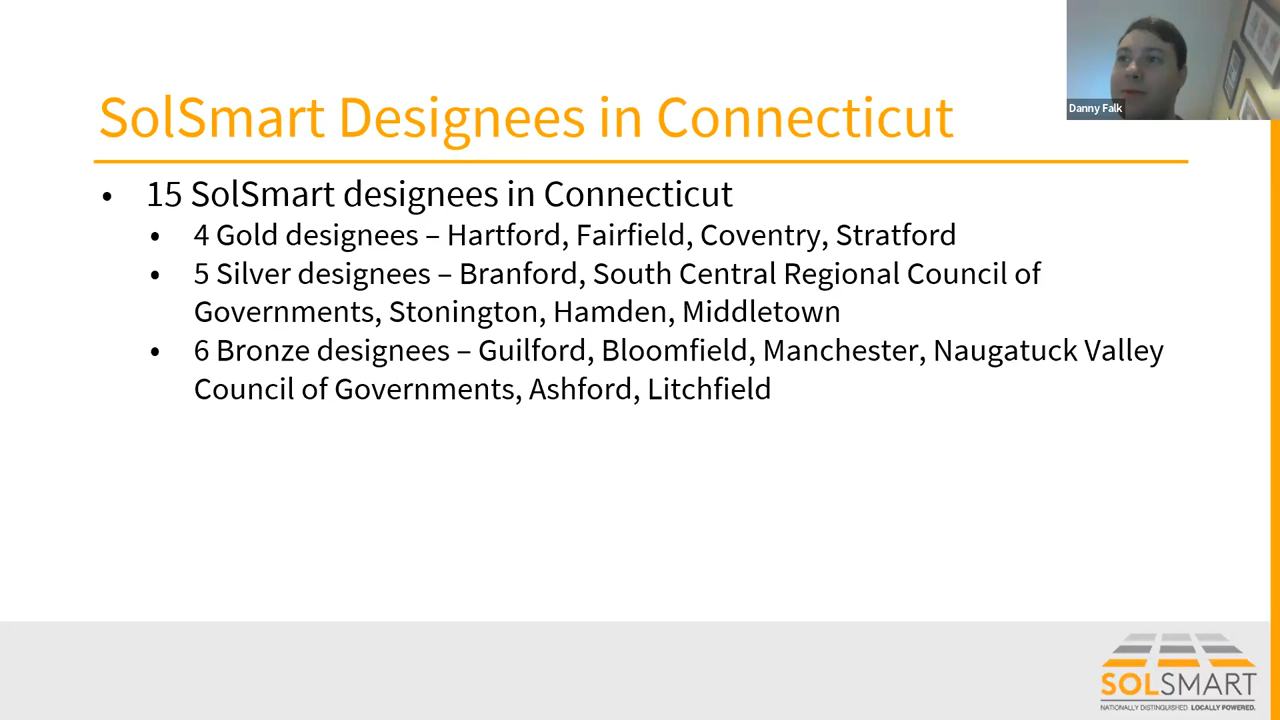 Danny Falk
SolSmart Designees in Connecticut
• 15 SolSmart designees in Connecticut
• 4 Gold designees – Hartford, Fairfield, Coventry, Stratford
• 5 Silver designees – Branford, South Central Regional Council of
Governments, Stonington, Hamden, Middletown
• 6 Bronze designees – Guilford, Bloomfield, Manchester, Naugatuck Valley
Council of Governments, Ashford, Litchfield
SOLSMART
NATIONALLY DISTINGUISHED. LOCALLY POWERED.